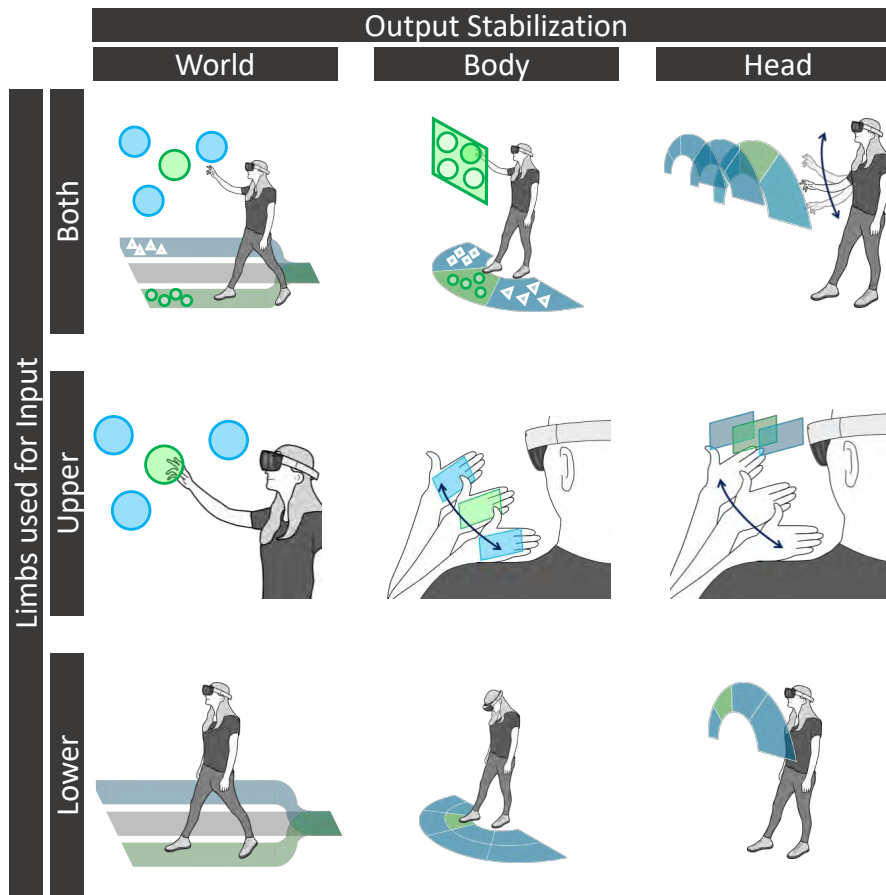 Output Stabilization
World
Body
Head
Limbs used for Input
Both
Upper
Lower